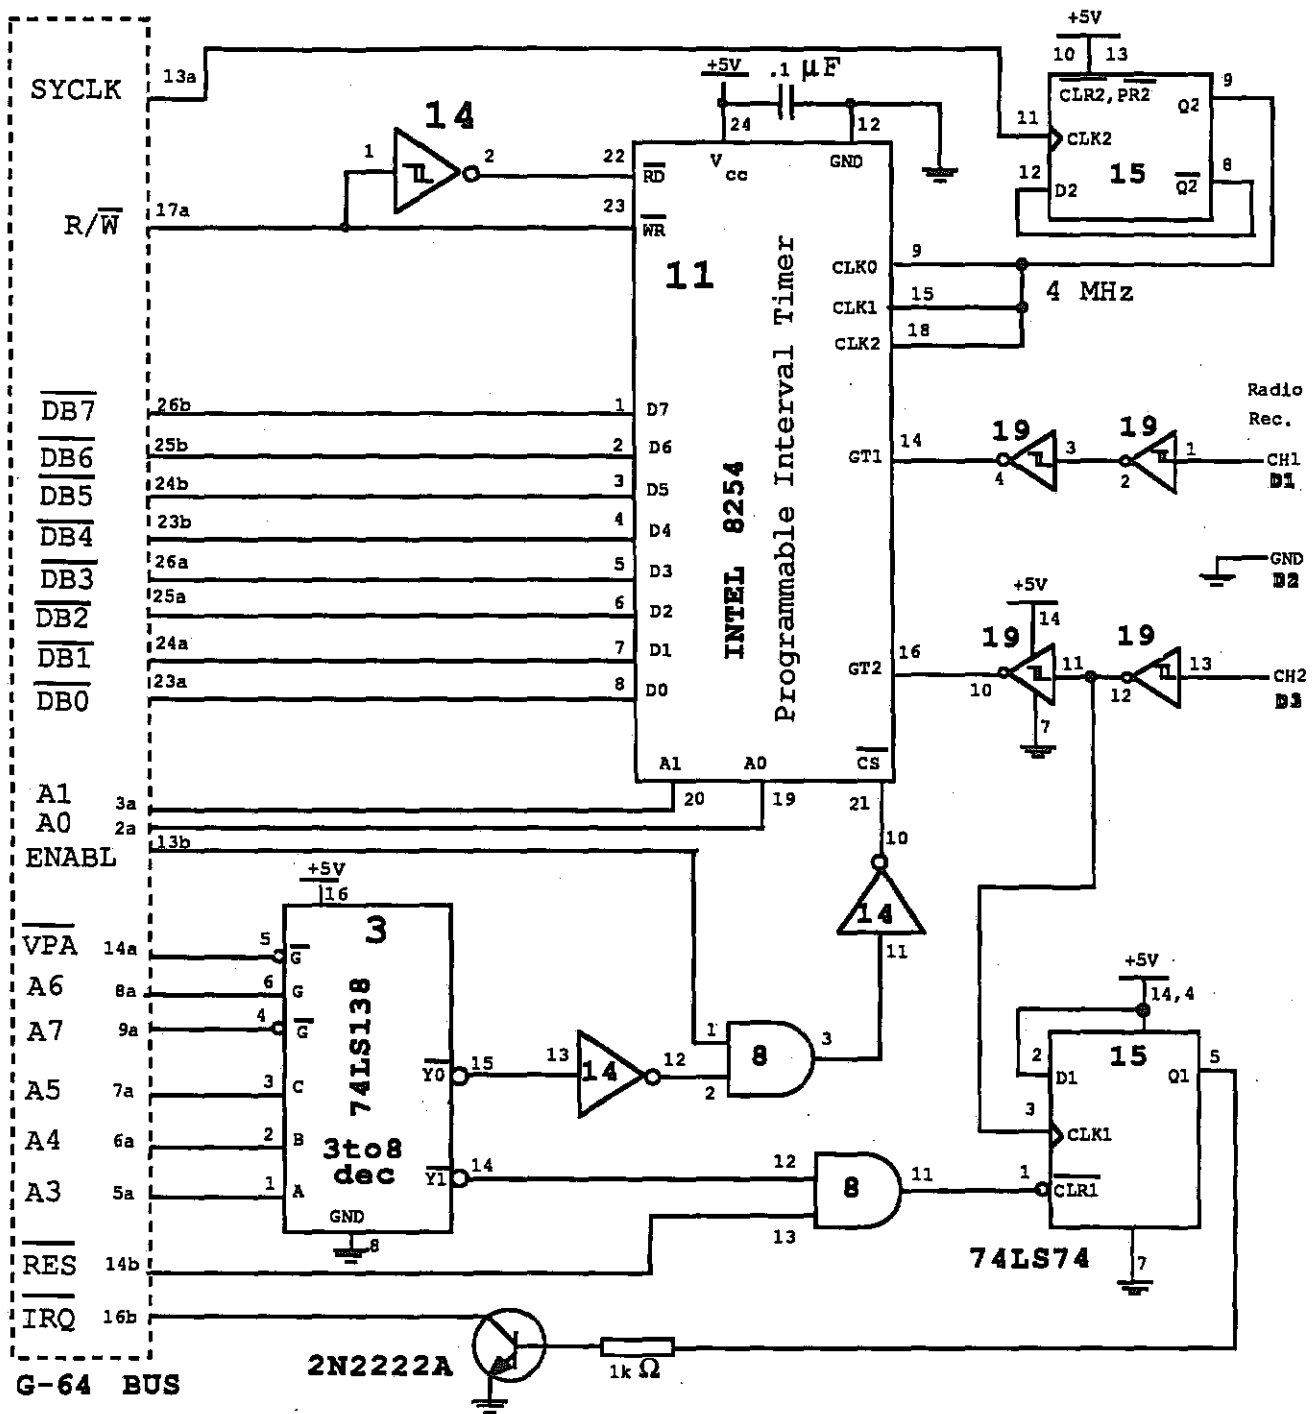 +5V
10 13
SYCLK 13a
+5V .1 μF
CLR2,PR2
9
Q2
14
24 12
11
CLK2
1 2 22
RD
Vcc
GND
12
D2
15
8
Q2
R/W 17a
23
WR
11
CLK0 9
4 MHz
CLK1 15
CLK2 18
INTEL 8254
Programmable Interval Timer
DB7 26b 1 D7
DB6 25b 2 D6
DB5 24b 3 D5
DB4 23b 4 D4
DB3 26a 5 D3
DB2 25a 6 D2
DB1 24a 7 D1
DB0 23a 8 D0
Radio
Rec.
GT1 14 19 4 3 19 2 1 CH1
D1
GND
D2
+5V
14
GT2 16 19 10 11 19 12 13 CH2
D3
7
A1 A0 CS
A1 3a 20
A0 2a 19
21
ENABL 13b
10
14
11
+5V
16
3
74LS138
3to8
dec
VPA 14a 5 G
A6 8a 6 G
A7 9a 4 G
A5 7a 3 C
A4 6a 2 B
A3 5a 1 A
Y0 15 13 14 12
1
2
8
3
Y1 14
12
13
8
11
GND
8
+5V
14,4
15
2
D1
Q1
5
3
CLK1
1
CLR1
7
74LS74
RES 14b
IRQ 16b
2N2222A
1k Ω
G-64 BUS